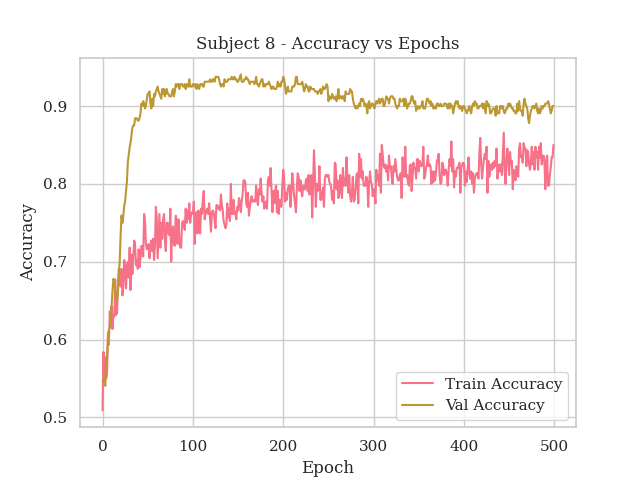 Subject 8 - Accuracy vs Epochs
Accuracy
0.9
0.8
0.7
0.6
0.5
0 100 200 300 400 500
Epoch
Train Accuracy
Val Accuracy